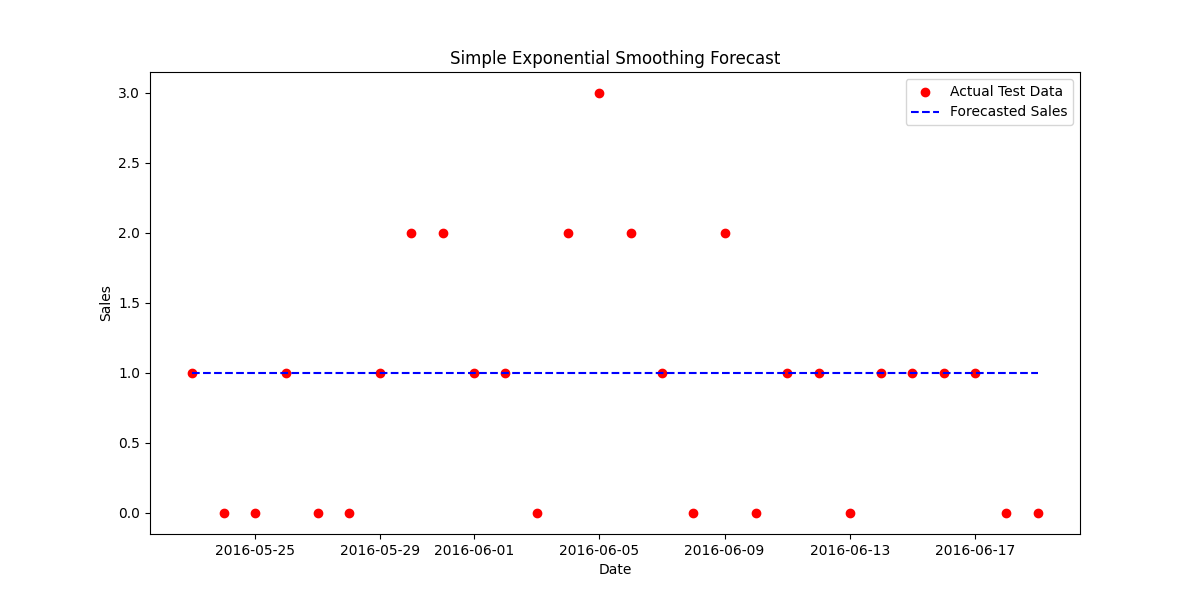 Simple Exponential Smoothing Forecast
Actual Test Data
Forecasted Sales
3.0
2.5
2.0
1.5
1.0
0.5
0.0
Sales
2016-05-25 2016-05-29 2016-06-01 2016-06-05 2016-06-09 2016-06-13 2016-06-17
Date